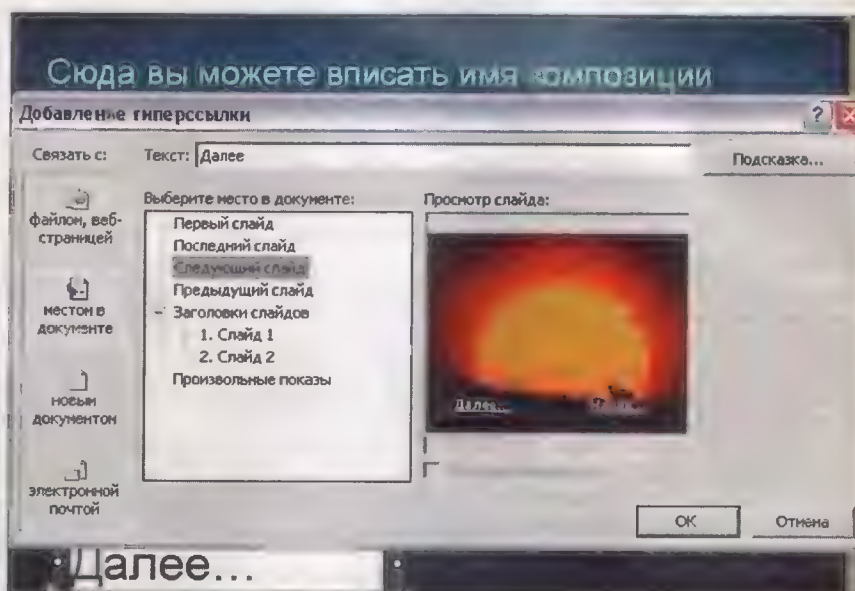 Сюда вы можете вписать имя композиции
Добавление гиперссылки
?
Связать с:
Текст: Далее
Подсказка...
файлом, веб-страницей
местом в документе
новым документом
электронной почтой
Выберите место в документе:
Первый слайд
Последний слайд
Следующий слайд
Предыдущий слайд
Заголовки слайдов
1. Слайд 1
2. Слайд 2
Произвольные показы
Просмотр слайда:
OK
Отмена
Далее...